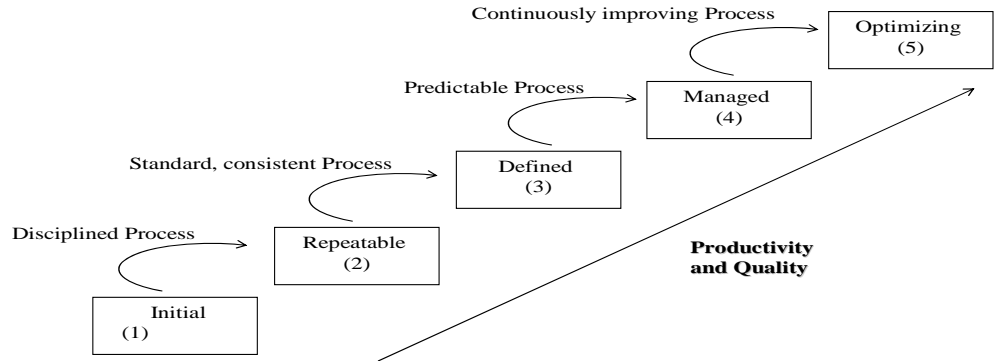 Continuously improving Process
Optimizing
(5)
Predictable Process
Managed
(4)
Standard, consistent Process
Defined
(3)
Disciplined Process
Repeatable
(2)
Productivity
and Quality
Initial
(1)